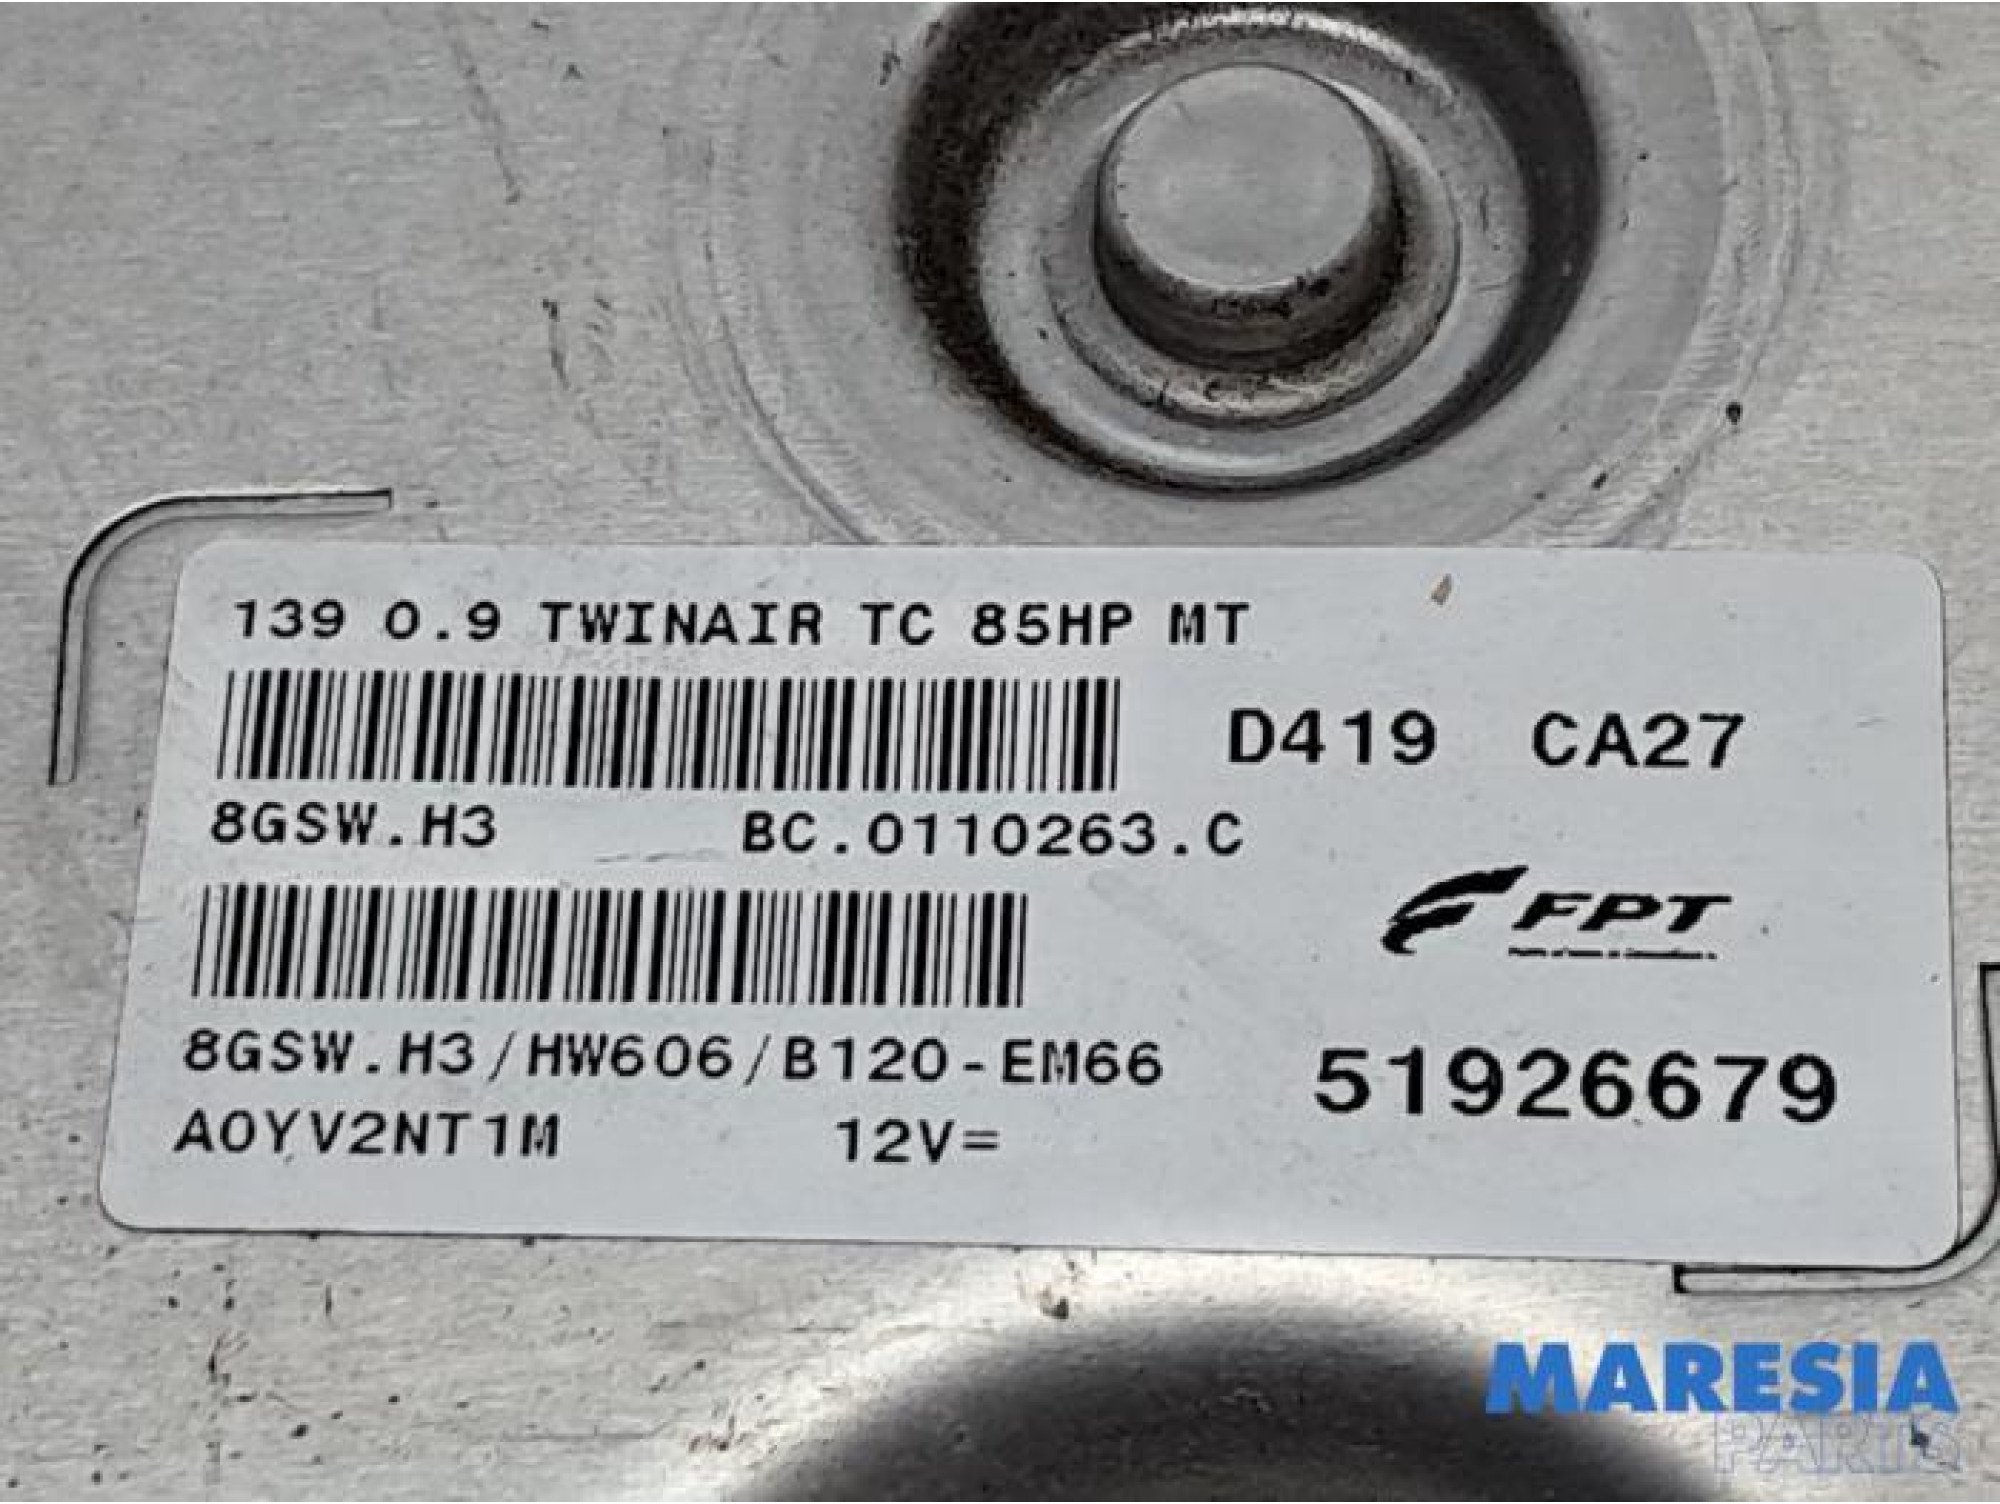 139 0.9 TWINAIR TC 85HP MT
D419 CA27
8GSW.H3 BC.0110263.C
FPT
8GSW.H3/HW606/B120-EM66
51926679
A0YV2NT1M 12V=
MARESIA
PARTS